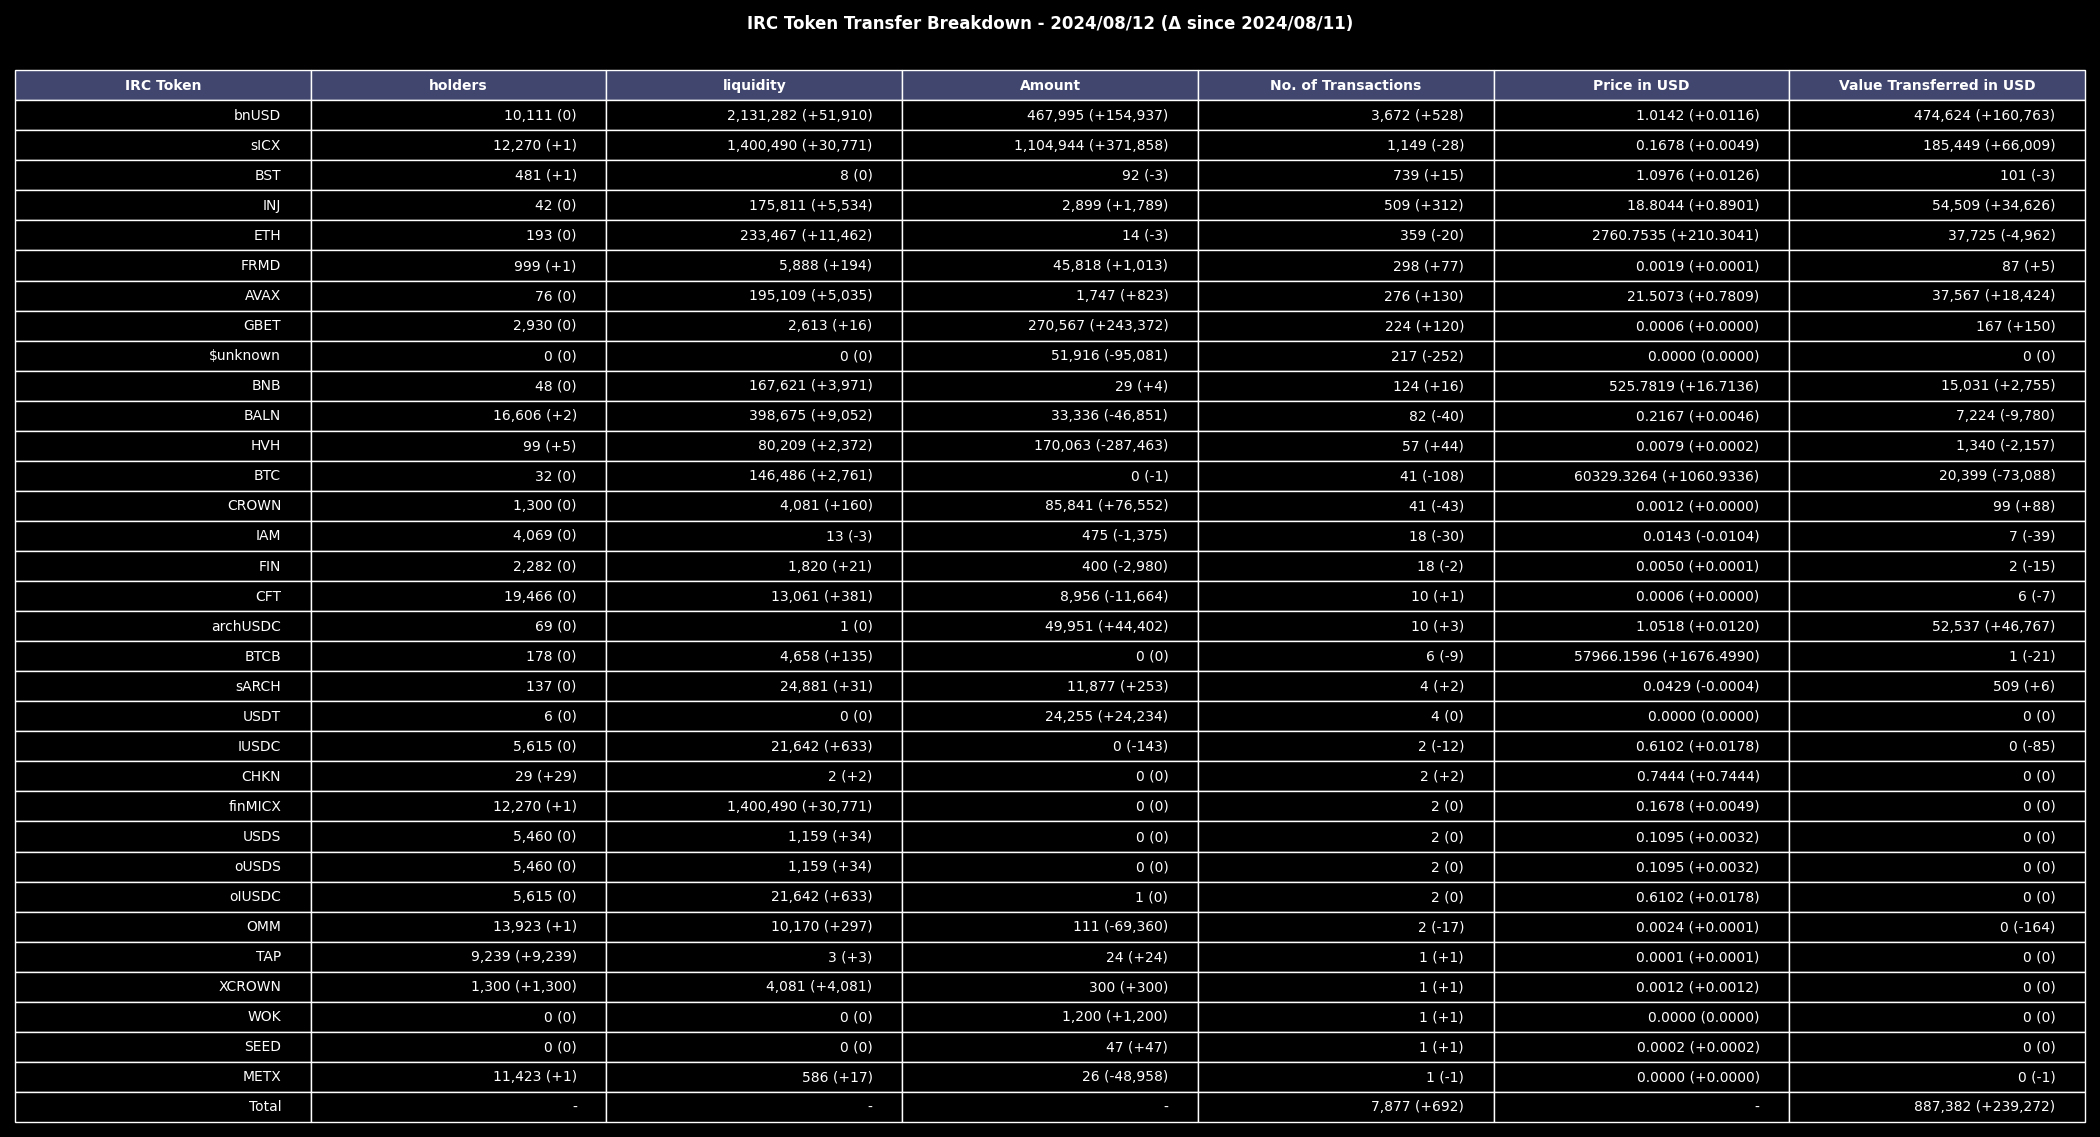 IRC Token Transfer Breakdown - 2024/08/12 (Δ since 2024/08/11)
IRC Token holders liquidity Amount No. of Transactions Price in USD Value Transferred in USD
bnUSD 10,111 (0) 2,131,282 (+51,910) 467,995 (+154,937) 3,672 (+528) 1.0142 (+0.0116) 474,624 (+160,763)
sICX 12,270 (+1) 1,400,490 (+30,771) 1,104,944 (+371,858) 1,149 (-28) 0.1678 (+0.0049) 185,449 (+66,009)
BST 481 (+1) 8 (0) 92 (-3) 739 (+15) 1.0976 (+0.0126) 101 (-3)
INJ 42 (0) 175,811 (+5,534) 2,899 (+1,789) 509 (+312) 18.8044 (+0.8901) 54,509 (+34,626)
ETH 193 (0) 233,467 (+11,462) 14 (-3) 359 (-20) 2760.7535 (+210.3041) 37,725 (-4,962)
FRMD 999 (+1) 5,888 (+194) 45,818 (+1,013) 298 (+77) 0.0019 (+0.0001) 87 (+5)
AVAX 76 (0) 195,109 (+5,035) 1,747 (+823) 276 (+130) 21.5073 (+0.7809) 37,567 (+18,424)
GBET 2,930 (0) 2,613 (+16) 270,567 (+243,372) 224 (+120) 0.0006 (+0.0000) 167 (+150)
$unknown 0 (0) 0 (0) 51,916 (-95,081) 217 (-252) 0.0000 (0.0000) 0 (0)
BNB 48 (0) 167,621 (+3,971) 29 (+4) 124 (+16) 525.7819 (+16.7136) 15,031 (+2,755)
BALN 16,606 (+2) 398,675 (+9,052) 33,336 (-46,851) 82 (-40) 0.2167 (+0.0046) 7,224 (-9,780)
HVH 99 (+5) 80,209 (+2,372) 170,063 (-287,463) 57 (+44) 0.0079 (+0.0002) 1,340 (-2,157)
BTC 32 (0) 146,486 (+2,761) 0 (-1) 41 (-108) 60329.3264 (+1060.9336) 20,399 (-73,088)
CROWN 1,300 (0) 4,081 (+160) 85,841 (+76,552) 41 (-43) 0.0012 (+0.0000) 99 (+88)
IAM 4,069 (0) 13 (-3) 475 (-1,375) 18 (-30) 0.0143 (-0.0104) 7 (-39)
FIN 2,282 (0) 1,820 (+21) 400 (-2,980) 18 (-2) 0.0050 (+0.0001) 2 (-15)
CFT 19,466 (0) 13,061 (+381) 8,956 (-11,664) 10 (+1) 0.0006 (+0.0000) 6 (-7)
archUSDC 69 (0) 1 (0) 49,951 (+44,402) 10 (+3) 1.0518 (+0.0120) 52,537 (+46,767)
BTCB 178 (0) 4,658 (+135) 0 (0) 6 (-9) 57966.1596 (+1676.4990) 1 (-21)
sARCH 137 (0) 24,881 (+31) 11,877 (+253) 4 (+2) 0.0429 (-0.0004) 509 (+6)
USDT 6 (0) 0 (0) 24,255 (+24,234) 4 (0) 0.0000 (0.0000) 0 (0)
IUSDC 5,615 (0) 21,642 (+633) 0 (-143) 2 (-12) 0.6102 (+0.0178) 0 (-85)
CHKN 29 (+29) 2 (+2) 0 (0) 2 (+2) 0.7444 (+0.7444) 0 (0)
finMICX 12,270 (+1) 1,400,490 (+30,771) 0 (0) 2 (0) 0.1678 (+0.0049) 0 (0)
USDS 5,460 (0) 1,159 (+34) 0 (0) 2 (0) 0.1095 (+0.0032) 0 (0)
oUSDS 5,460 (0) 1,159 (+34) 0 (0) 2 (0) 0.1095 (+0.0032) 0 (0)
oIUSDC 5,615 (0) 21,642 (+633) 1 (0) 2 (0) 0.6102 (+0.0178) 0 (0)
OMM 13,923 (+1) 10,170 (+297) 111 (-69,360) 2 (-17) 0.0024 (+0.0001) 0 (-164)
TAP 9,239 (+9,239) 3 (+3) 24 (+24) 1 (+1) 0.0001 (+0.0001) 0 (0)
XCROWN 1,300 (+1,300) 4,081 (+4,081) 300 (+300) 1 (+1) 0.0012 (+0.0012) 0 (0)
WOK 0 (0) 0 (0) 1,200 (+1,200) 1 (+1) 0.0000 (0.0000) 0 (0)
SEED 0 (0) 0 (0) 47 (+47) 1 (+1) 0.0002 (+0.0002) 0 (0)
METX 11,423 (+1) 586 (+17) 26 (-48,958) 1 (-1) 0.0000 (+0.0000) 0 (-1)
Total - - - 7,877 (+692) - 887,382 (+239,272)